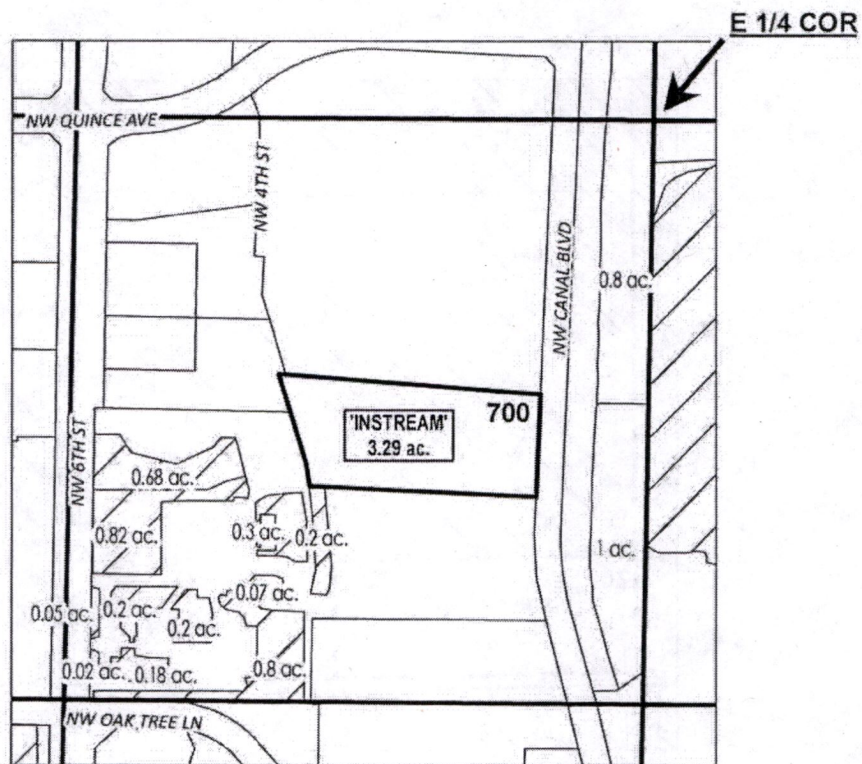 E 1/4 COR
NW QUINCE AVE
NW 4TH ST
NW CANAL BLVD
0.8 ac.
700
'INSTREAM'
3.29 ac.
NW 6TH ST
0.68 ac.
0.82 ac.
0.3 ac.
0.2 ac.
1 ac.
0.07 ac.
0.05 ac.
0.2 ac.
0.2 ac.
0.02 ac.
0.18 ac.
0.8 ac.
NW OAK TREE LN